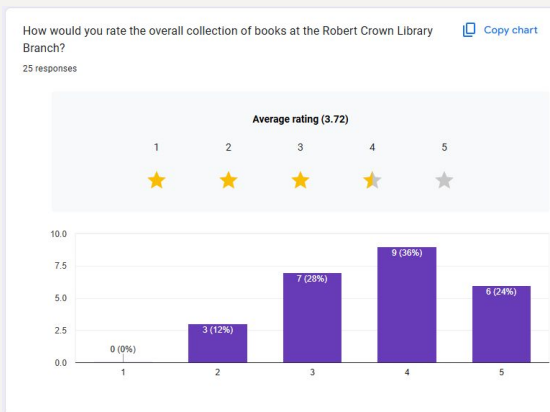 How would you rate the overall collection of books at the Robert Crown Library
Copy chart
Branch?
25 responses
Average rating (3.72)
1 2 3 4 5
10.0
7.5
5.0
2.5
0.0
0 (0%)
3 (12%)
7 (28%)
9 (36%)
6 (24%)
1 2 3 4 5